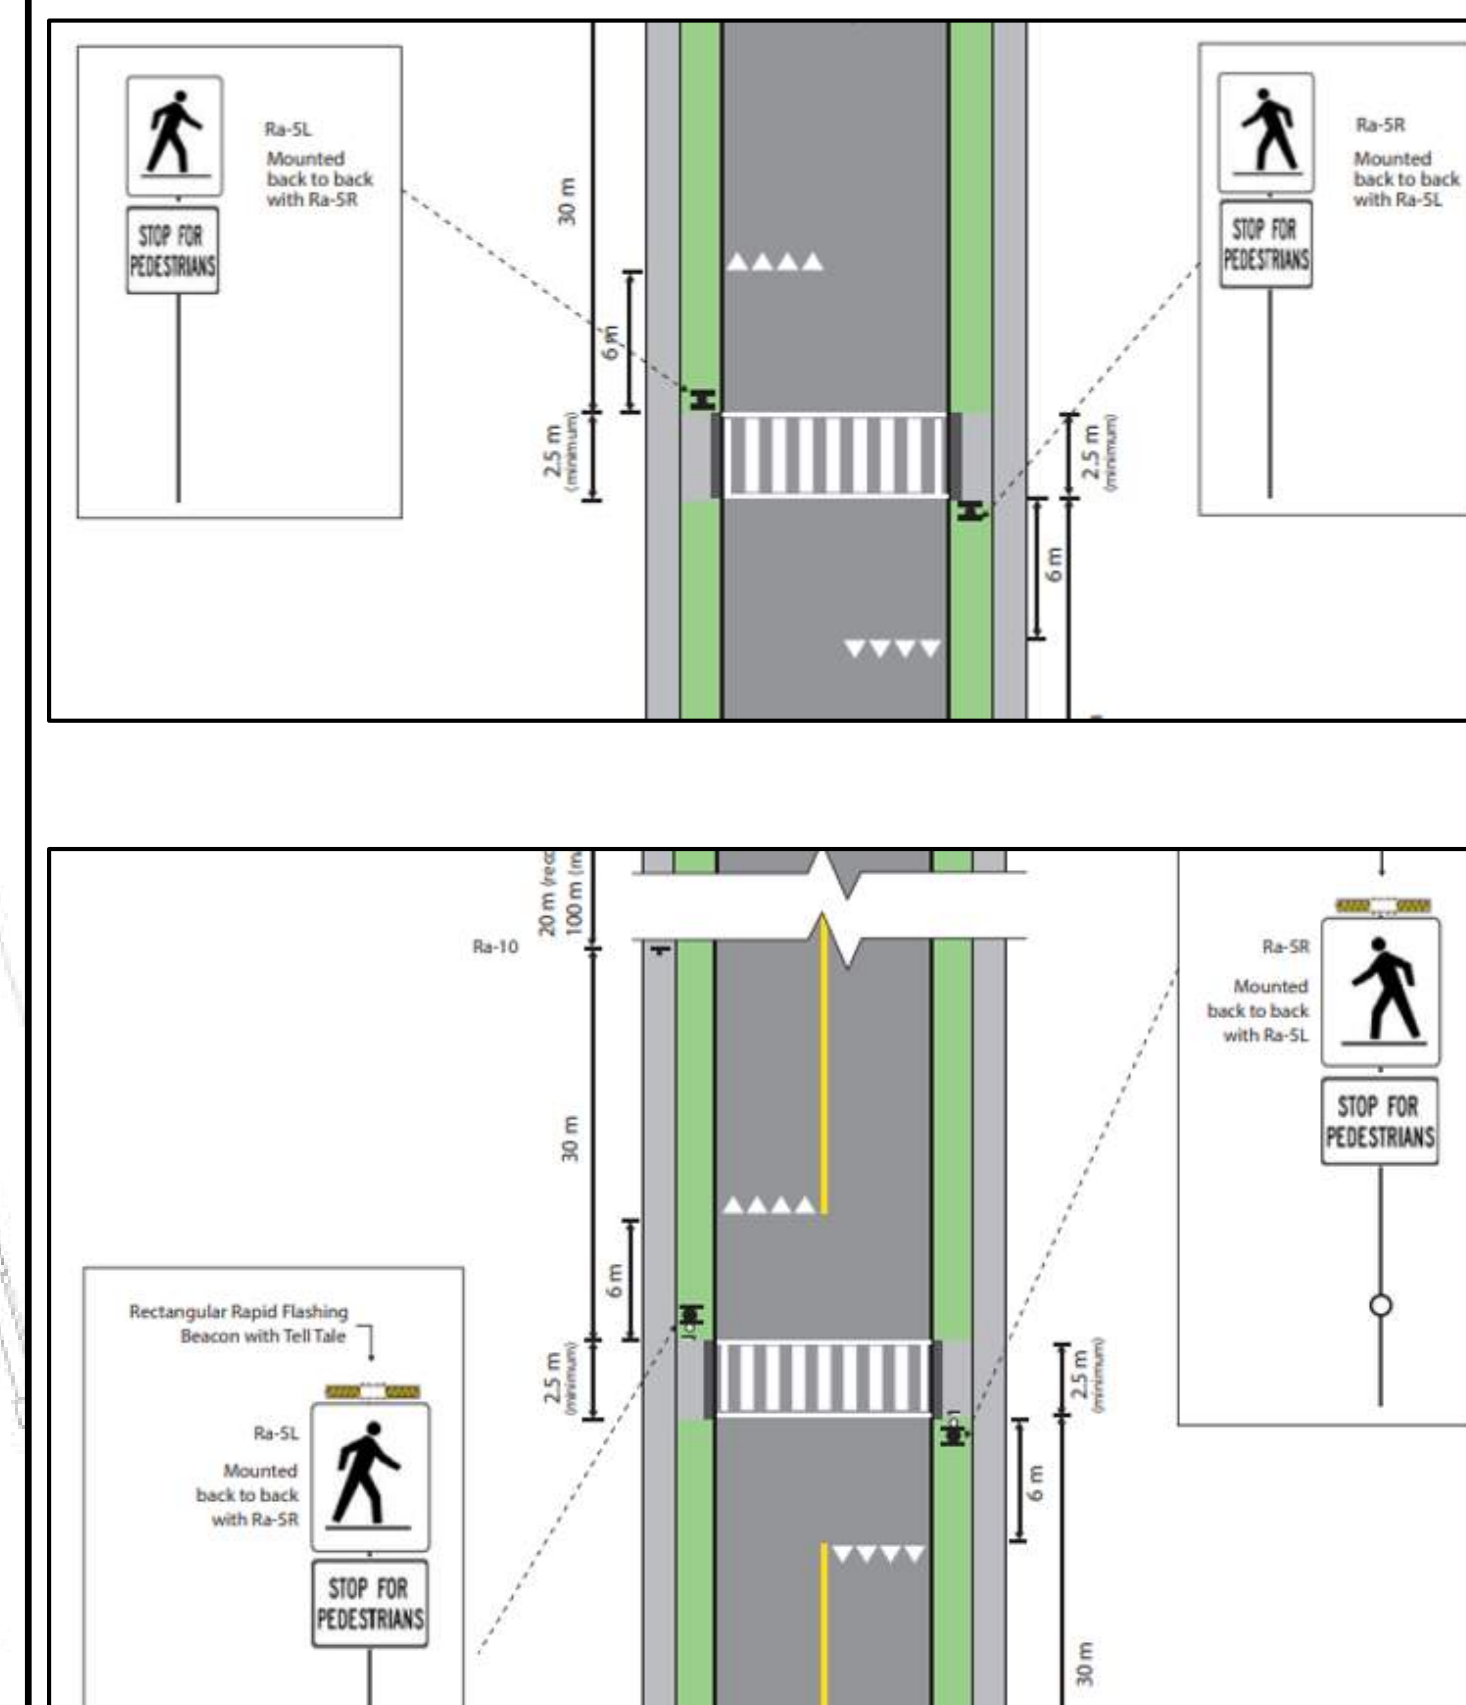 Ra-5L
Mounted
back to back
with Ra-5R
STOP FOR
PEDESTRIANS
30 m
6 m
2.5 m
(minimum)
Ra-5R
Mounted
back to back
with Ra-5L
STOP FOR
PEDESTRIANS
2.5 m
(minimum)
6 m
20 m
100 m
Ra-10
30 m
6 m
2.5 m
(minimum)
Rectangular Rapid Flashing
Beacon with Tell Tale
Ra-5L
Mounted
back to back
with Ra-5R
STOP FOR
PEDESTRIANS
Ra-5R
Mounted
back to back
with Ra-5L
STOP FOR
PEDESTRIANS
2.5 m
(minimum)
6 m
30 m